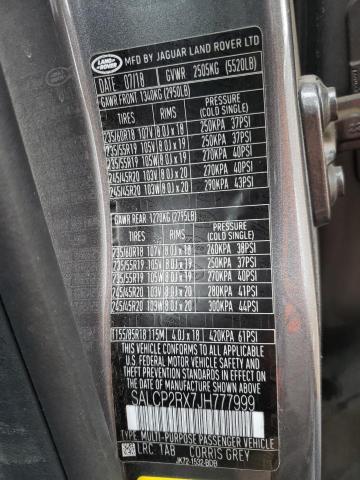 LAND ROVER
MFD BY JAGUAR LAND ROVER LTD
07/18 GVWR 2505KG (5520LB)
GAWR FRONT 1340KG (2950LB)
TIRES RIMS PRESSURES (COLD SINGLE)
235/60R18 107V 8.0J x 18 250KPA 37PSI
235/55R19 105V 8.0J x 19 250KPA 37PSI
235/55R19 105W 8.0J x 19 270KPA 40PSI
245/45R20 103V 8.0J x 20 270KPA 40PSI
245/45R20 103W 8.0J x 20 290KPA 43PSI
GAWR REAR 1270KG (2795LB)
TIRES RIMS PRESSURES (COLD SINGLE)
235/60R18 107V 8.0J x 18 260KPA 38PSI
235/55R19 105V 8.0J x 19 250KPA 37PSI
235/55R19 105W 8.0J x 19 270KPA 40PSI
245/45R20 103V 8.0J x 20 280KPA 41PSI
245/45R20 103W 8.0J x 20 300KPA 44PSI
T155/85R18 115M 4.0J x 18 420KPA 61PSI
THIS VEHICLE CONFORMS TO ALL APPLICABLE
U.S. FEDERAL MOTOR VEHICLE SAFETY AND
THEFT PREVENTION STANDARDS IN EFFECT ON
THE DATE OF MANUFACTURE SHOWN ABOVE.
SALCP2RX7JH777999
TYPE: MULTI-PURPOSE PASSENGER VEHICLE
LRC 1AB CORRIS GREY
JK72-1532-BDB